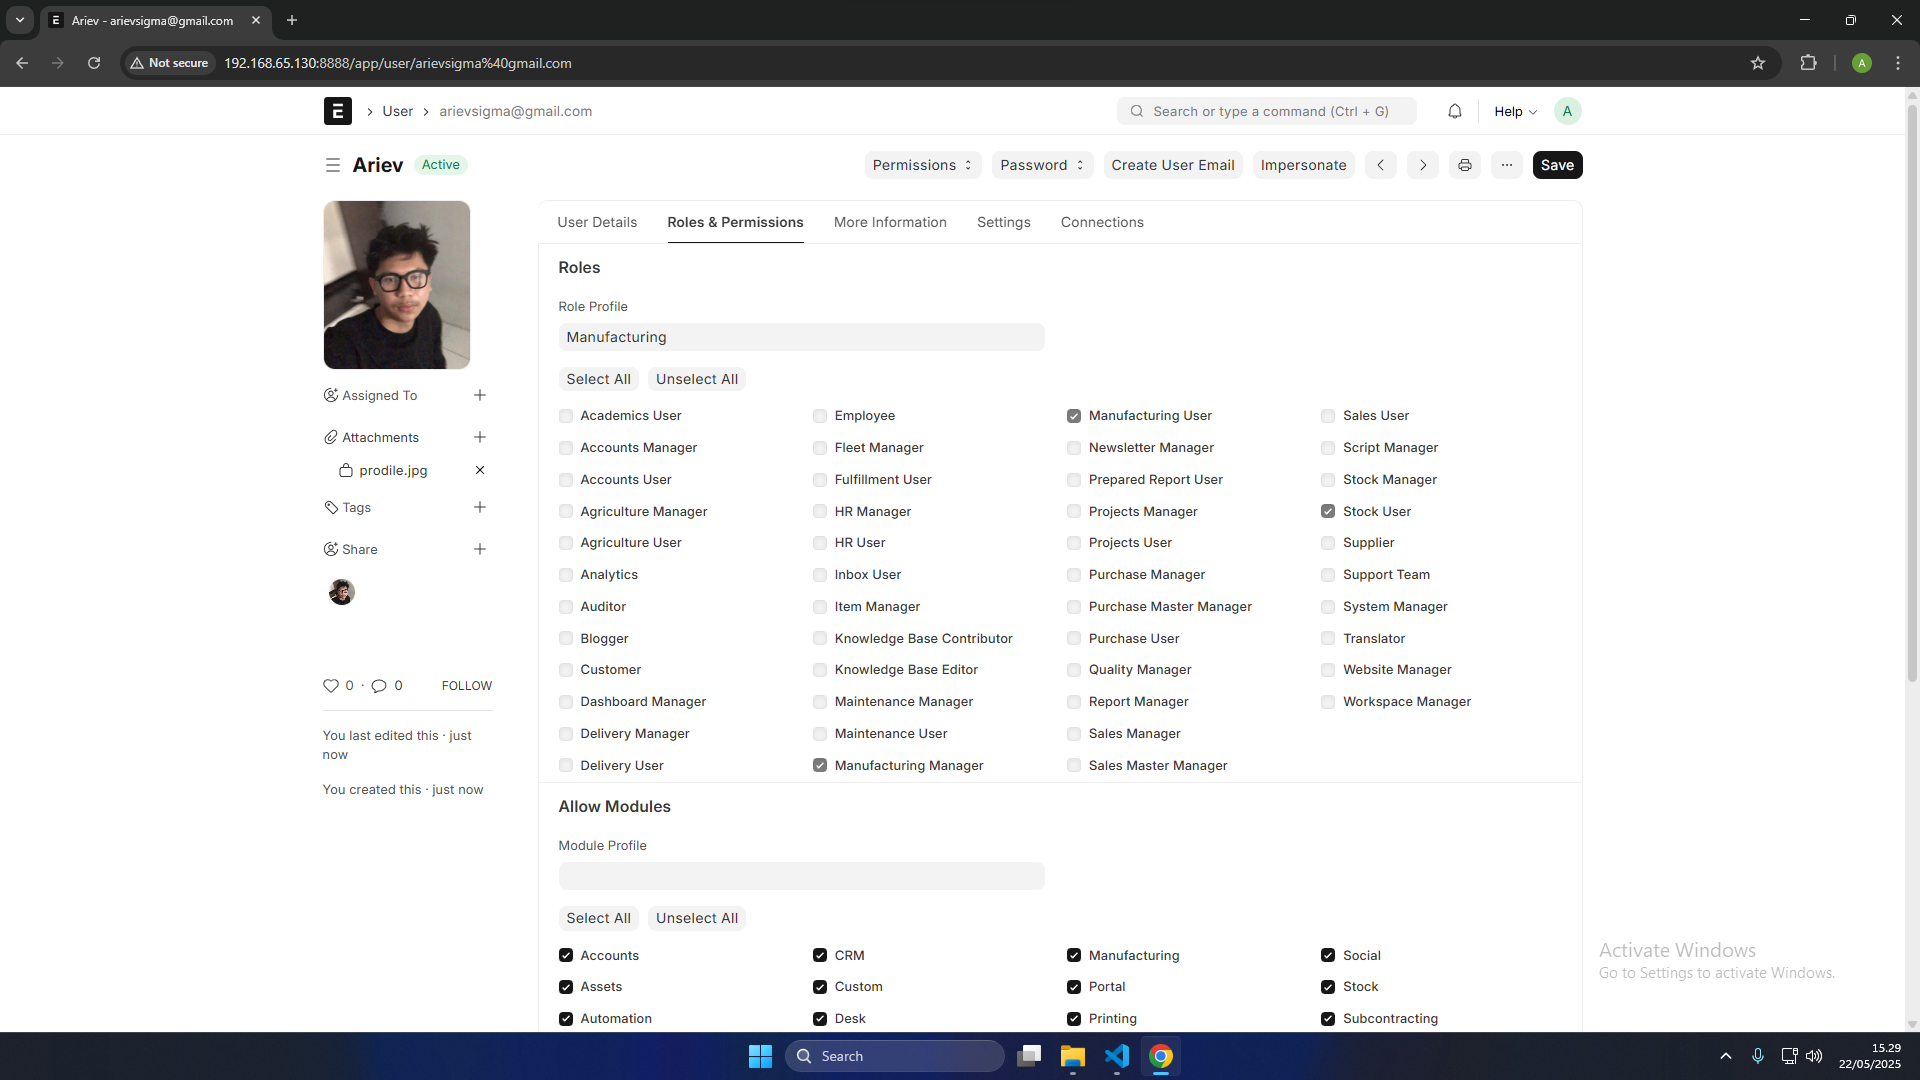 Ariev - arievsigma@gmail.com
Not secure
192.168.65.130:8888/app/user/arievsigma%40gmail.com
A
E
User
arievsigma@gmail.com
Search or type a command (Ctrl + G)
Help
A
Ariev
Active
Permissions
Password
Create User Email
Impersonate
Save
User Details
Roles & Permissions
More Information
Settings
Connections
Assigned To
Attachments
prodile.jpg
Tags
Share
0 · 0
FOLLOW
You last edited this · just
now
You created this · just now
Roles
Role Profile
Manufacturing
Select All
Unselect All
Academics User
Accounts Manager
Accounts User
Agriculture Manager
Agriculture User
Analytics
Auditor
Blogger
Customer
Dashboard Manager
Delivery Manager
Delivery User
Employee
Fleet Manager
Fulfillment User
HR Manager
HR User
Inbox User
Item Manager
Knowledge Base Contributor
Knowledge Base Editor
Maintenance Manager
Maintenance User
Manufacturing Manager
Manufacturing User
Newsletter Manager
Prepared Report User
Projects Manager
Projects User
Purchase Manager
Purchase Master Manager
Purchase User
Quality Manager
Report Manager
Sales Manager
Sales Master Manager
Sales User
Script Manager
Stock Manager
Stock User
Supplier
Support Team
System Manager
Translator
Website Manager
Workspace Manager
Allow Modules
Module Profile
Select All
Unselect All
Accounts
Assets
Automation
CRM
Custom
Desk
Manufacturing
Portal
Printing
Social
Stock
Subcontracting
Activate Windows
Go to Settings to activate Windows.
Search
15.29
22/05/2025